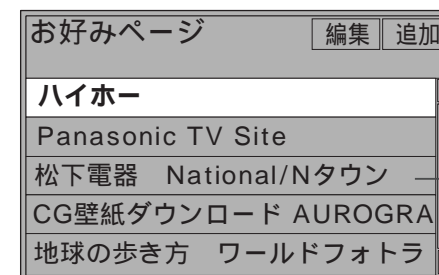 お好みページ 編集 追加
ハイホー
Panasonic TV Site
松下電器 National/Nタウン
CG壁紙ダウンロード AUROGRA
地球の歩き方 ワールドフォトラ